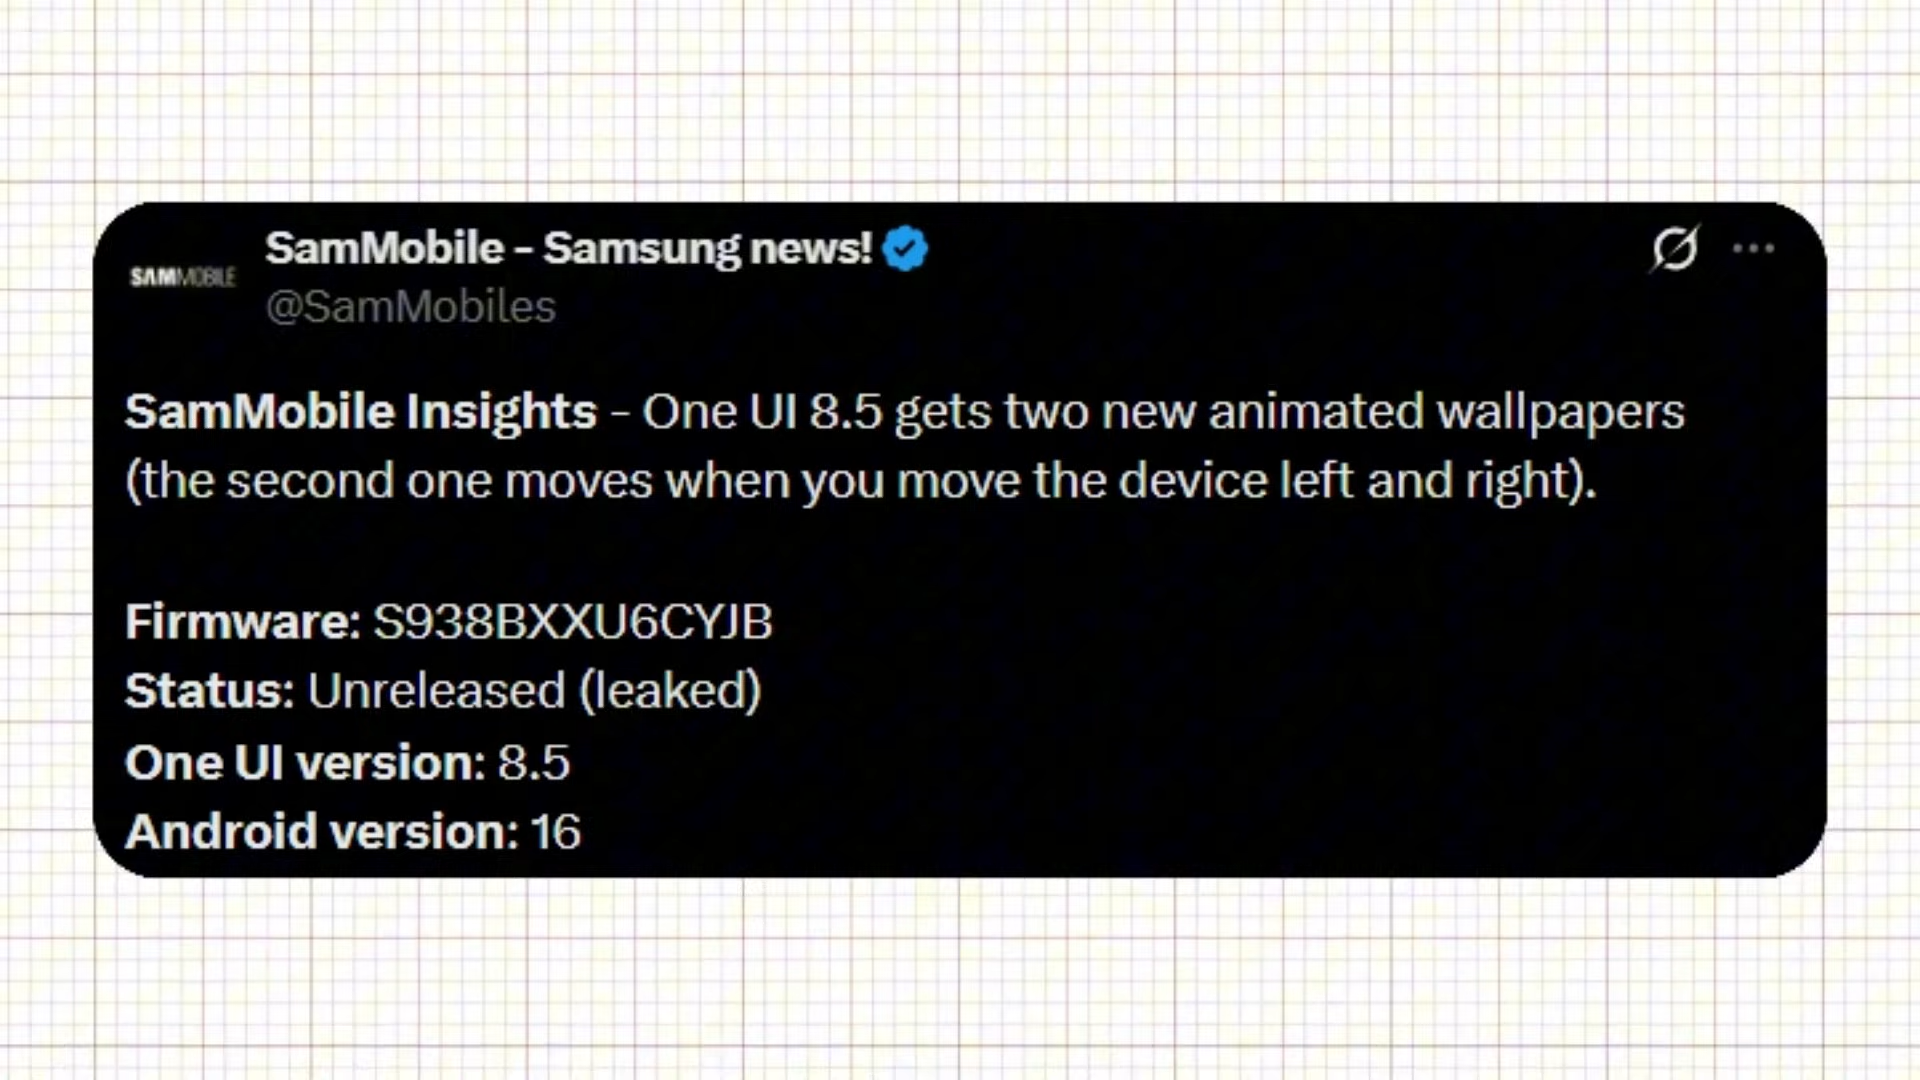 SamMobile - Samsung news!
SAMMOBILE
@SamMobiles
SamMobile Insights - One UI 8.5 gets two new animated wallpapers
(the second one moves when you move the device left and right).
Firmware: S938BXXU6CYJB
Status: Unreleased (leaked)
One UI version: 8.5
Android version: 16